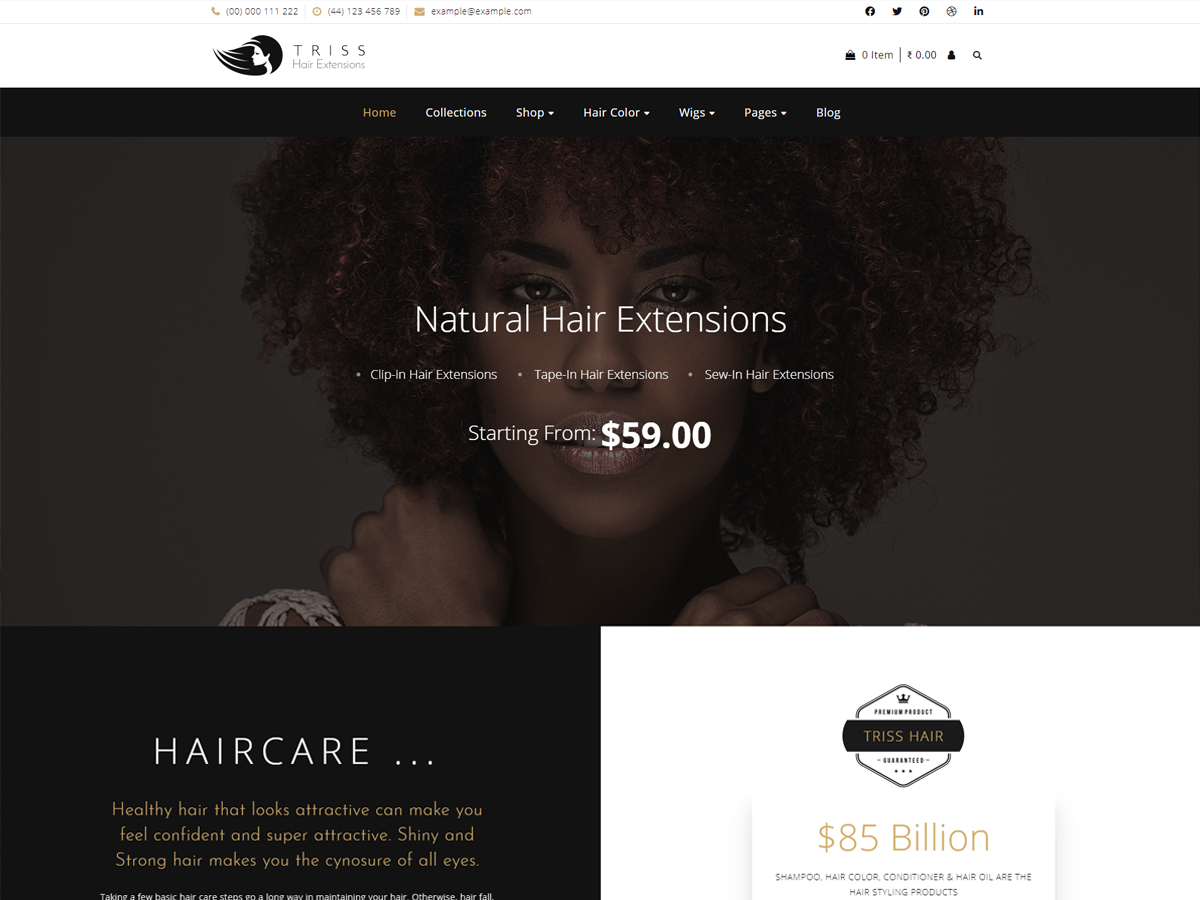 (00) 000 111 222 (44) 123 456 789 example@example.com
TRISS
Hair Extensions
0 Item ₹ 0.00
Home Collections Shop Hair Color Wigs Pages Blog
Natural Hair Extensions
• Clip-in Hair Extensions • Tape-In Hair Extensions • Sew-In Hair Extensions
Starting From: $59.00
HAIRCARE ...
Healthy hair that looks attractive can make you
feel confident and super attractive. Shiny and
Strong hair makes you the cynosure of all eyes.
Taking a few basic hair care steps go a long way in maintaining your hair. Otherwise, hair fall,
PREMIUM PRODUCT
TRISS HAIR
– GUARANTEED –
$85 Billion
SHAMPOO, HAIR COLOR, CONDITIONER & HAIR OIL ARE THE
HAIR STYLING PRODUCTS